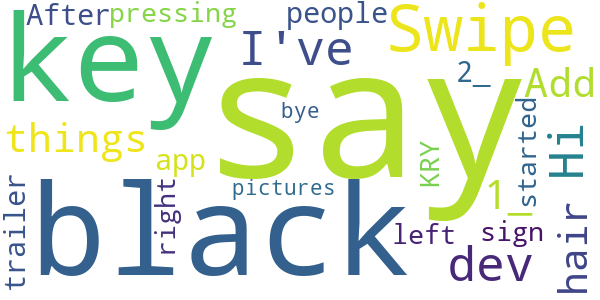 After pressing people
key I've Swipe
say 2_ Add
things app bye
black pictures KRY 1_ started Hi
trailer right left sign
dev hair